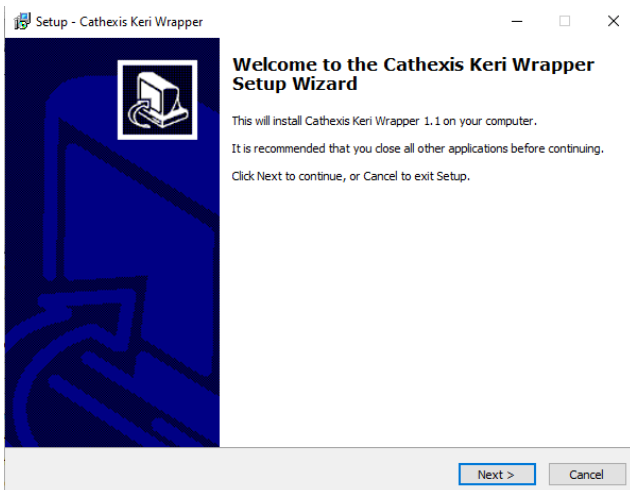 Setup - Cathexis Keri Wrapper
Welcome to the Cathexis Keri Wrapper
Setup Wizard
This will install Cathexis Keri Wrapper 1.1 on your computer.
It is recommended that you close all other applications before continuing.
Click Next to continue, or Cancel to exit Setup.
Next >
Cancel